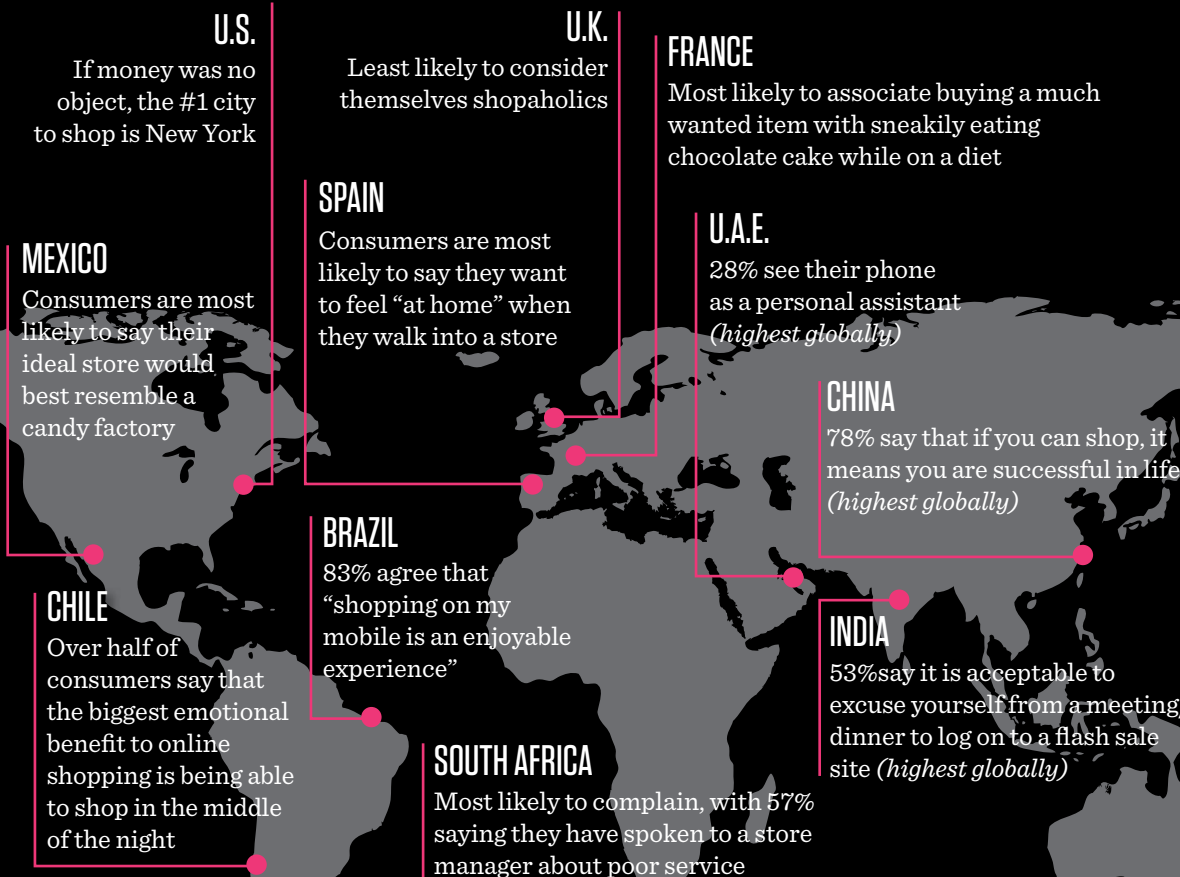 U.S.
If money was no
object, the #1 city
to shop is New York
U.K.
Least likely to consider
themselves shopaholics
FRANCE
Most likely to associate buying a much
wanted item with sneakily eating
chocolate cake while on a diet
SPAIN
Consumers are most
likely to say they want
to feel “at home” when
they walk into a store
U.A.E.
28% see their phone
as a personal assistant
(highest globally)
MEXICO
Consumers are most
likely to say their
ideal store would
best resemble a
candy factory
CHINA
78% say that if you can shop, it
means you are successful in life
(highest globally)
BRAZIL
83% agree that
“shopping on my
mobile is an enjoyable
experience”
CHILE
Over half of
consumers say that
the biggest emotional
benefit to online
shopping is being able
to shop in the middle
of the night
INDIA
53%say it is acceptable to
excuse yourself from a meeting
dinner to log on to a flash sale
site (highest globally)
SOUTH AFRICA
Most likely to complain, with 57%
saying they have spoken to a store
manager about poor service